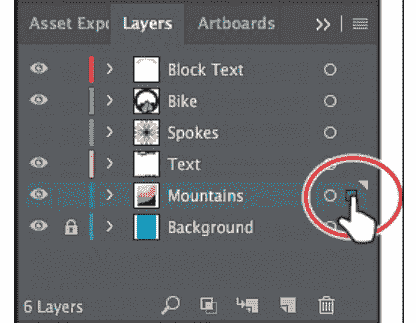 Asset Expo Layers Artboards
Block Text
Bike
Spokes
Text
Mountains
Background
6 Layers